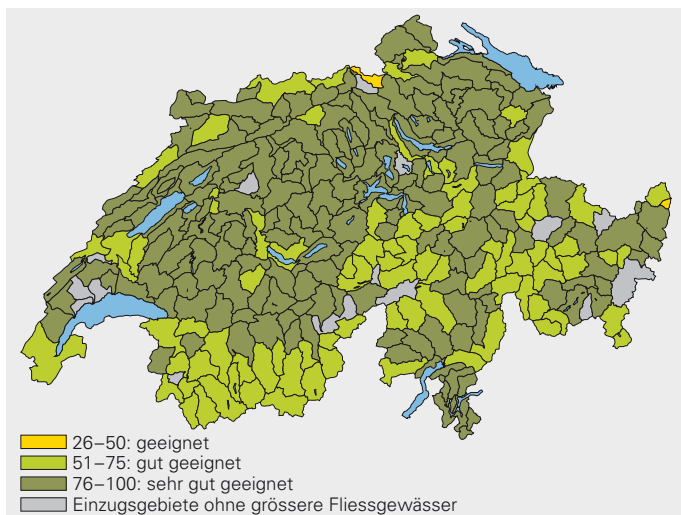 26–50: geeignet
51–75: gut geeignet
76–100: sehr gut geeignet
Einzugsgebiete ohne grössere Fliessgewässer